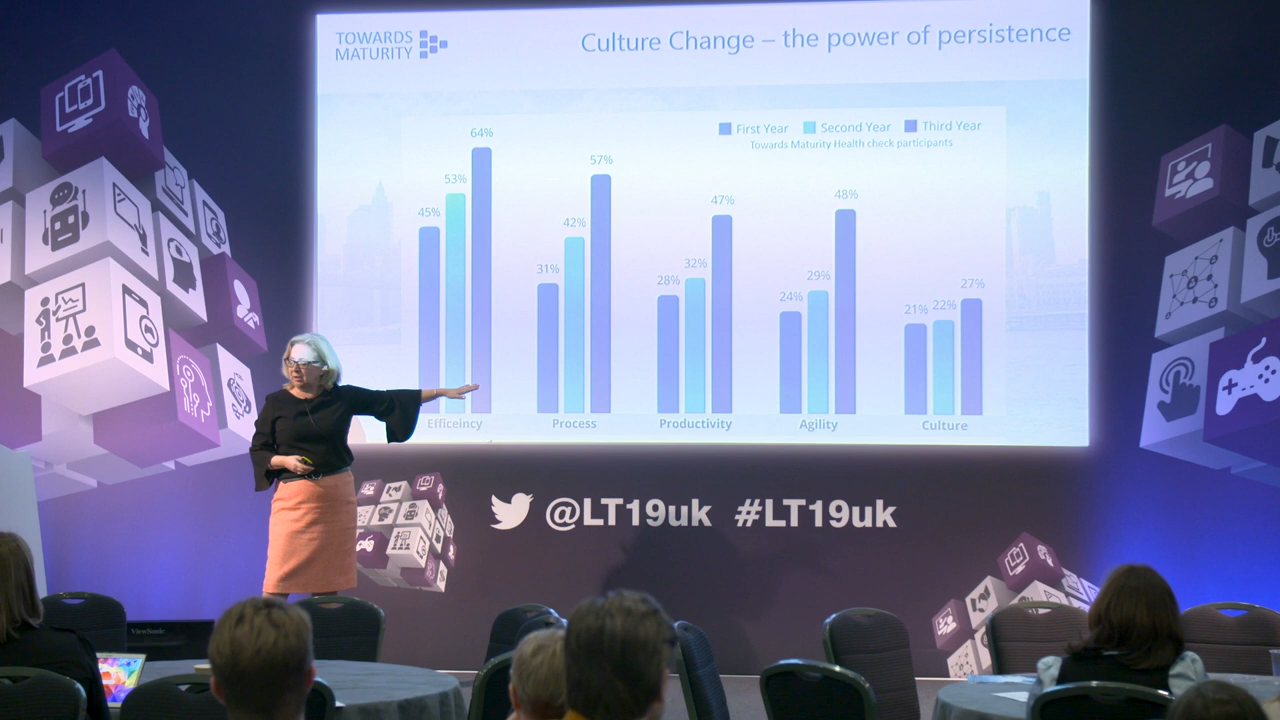 TOWARDS
MATURITY
Culture Change – the power of persistence
First Year Second Year Third Year
Towards Maturity Health check participants
45% 53% 64%
31% 42% 57%
28% 32% 47%
24% 29% 48%
21% 22% 27%
Efficeincy Process Productivity Agility Culture
@LT19uk #LT19uk
ViewSonic